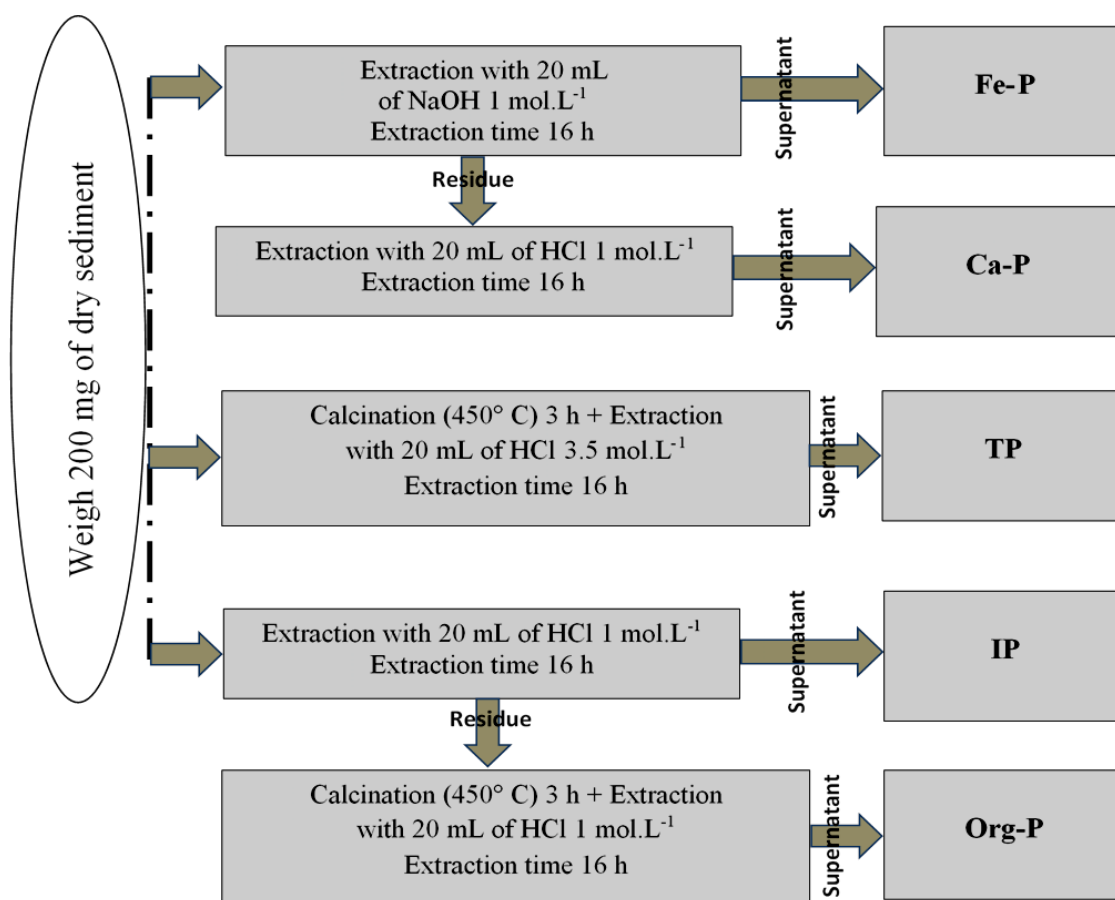 Weigh 200 mg of dry sediment
Extraction with 20 mL
of NaOH 1 mol.L⁻¹
Extraction time 16 h
Supernatant
Fe-P
Residue
Extraction with 20 mL of HCl 1 mol.L⁻¹
Extraction time 16 h
Supernatant
Ca-P
Calcination (450° C) 3 h + Extraction
with 20 mL of HCl 3.5 mol.L⁻¹
Extraction time 16 h
Supernatant
TP
Extraction with 20 mL of HCl 1 mol.L⁻¹
Extraction time 16 h
Supernatant
IP
Residue
Calcination (450° C) 3 h + Extraction
with 20 mL of HCl 1 mol.L⁻¹
Extraction time 16 h
Supernatant
Org-P